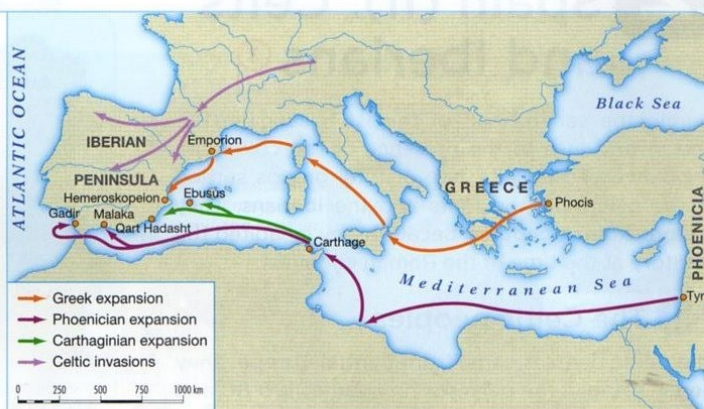 ATLANTIC OCEAN
Black Sea
IBERIAN
PENINSULA
Emporion
Hemeroskopeion
Ebusus
Gadir
Malaka
Qart Hadasht
GREECE
Phocis
Carthage
PHOENICIA
Mediterranean Sea
Tyr
Greek expansion
Phoenician expansion
Carthaginian expansion
Celtic invasions
0 250 500 750 1000 km